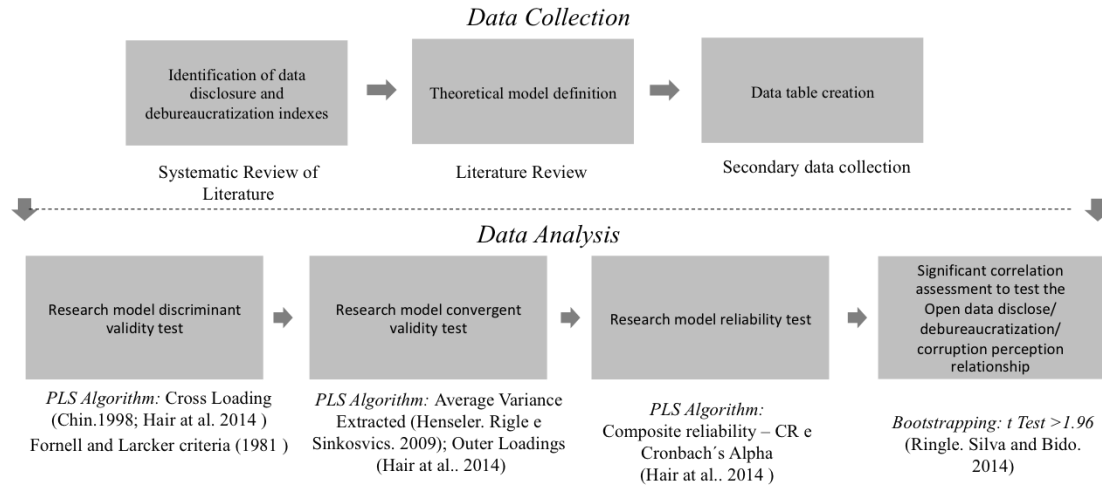 Data Collection
Identification of data
disclosure and
debureaucratization indexes
Theoretical model definition
Data table creation
Systematic Review of
Literature
Literature Review
Secondary data collection
Data Analysis
Research model discriminant
validity test
Research model convergent
validity test
Research model reliability test
Significant correlation
assessment to test the
Open data disclose/
debureaucratization/
corruption perception
relationship
PLS Algorithm: Cross Loading
(Chin.1998; Hair at al. 2014 )
Fornell and Larcker criteria (1981 )
PLS Algorithm: Average Variance
Extracted (Henseler. Rigle e
Sinkosvics. 2009); Outer Loadings
(Hair at al.. 2014)
PLS Algorithm:
Composite reliability – CR e
Cronbach´s Alpha
(Hair at al.. 2014 )
Bootstrapping: t Test >1.96
(Ringle. Silva and Bido.
2014)